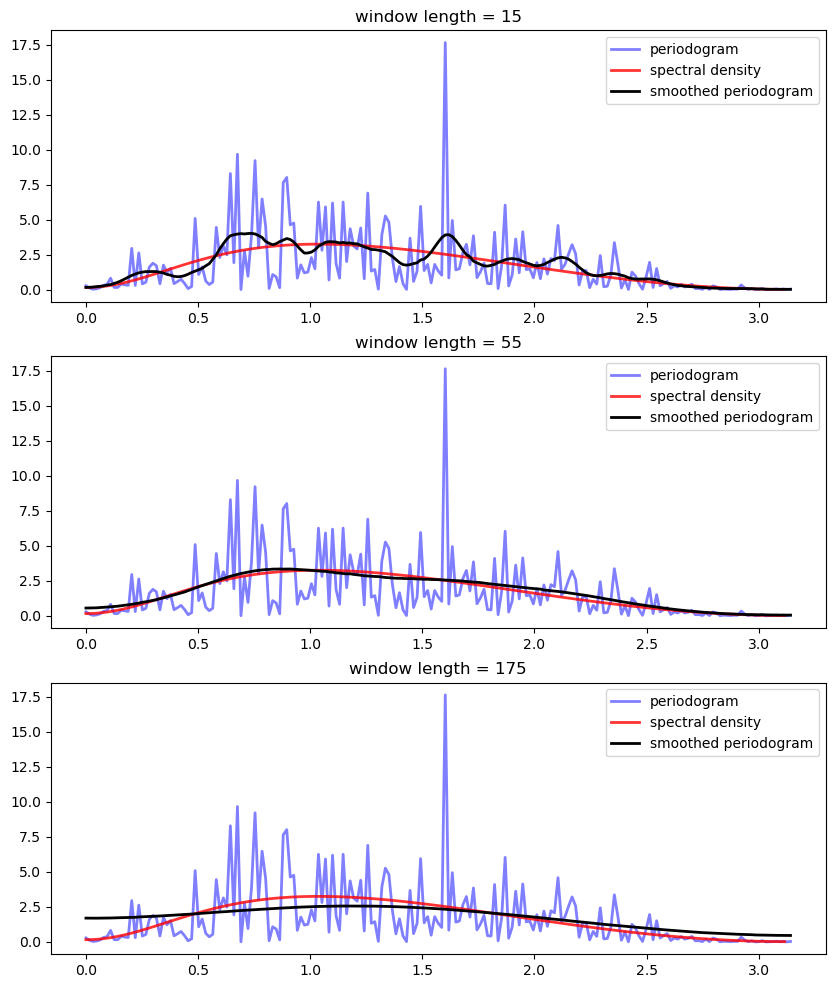 window length = 15
17.5
15.0
12.5
10.0
7.5
5.0
2.5
0.0
periodogram
spectral density
smoothed periodogram
0.0 0.5 1.0 1.5 2.0 2.5 3.0
window length = 55
17.5
15.0
12.5
10.0
7.5
5.0
2.5
0.0
periodogram
spectral density
smoothed periodogram
0.0 0.5 1.0 1.5 2.0 2.5 3.0
window length = 175
17.5
15.0
12.5
10.0
7.5
5.0
2.5
0.0
periodogram
spectral density
smoothed periodogram
0.0 0.5 1.0 1.5 2.0 2.5 3.0